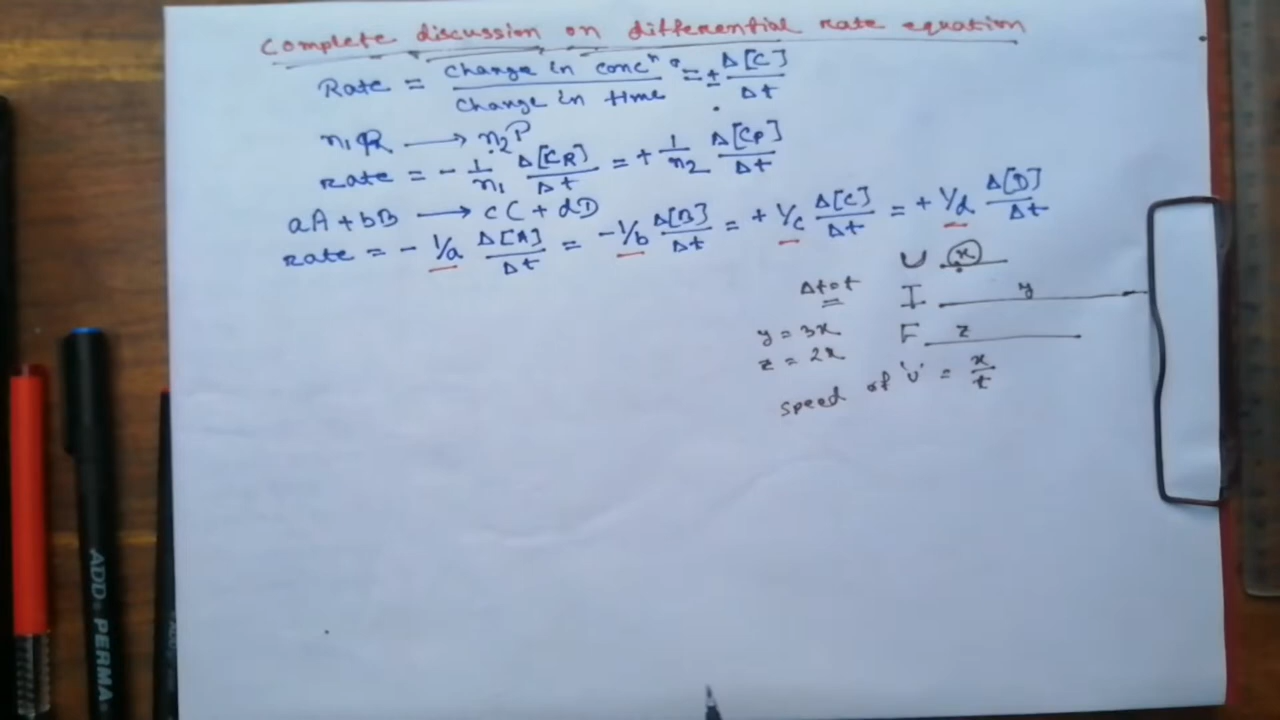 Complete discussion on differential rate equation
Rate = Change in concⁿ / Change in time = ± Δ[C] / Δt
n₁R ⟶ n₂P
rate = - 1/n₁ Δ[CR] / Δt = + 1/n₂ Δ[CP] / Δt
aA + bB ⟶ cC + dD
rate = - 1/a Δ[A] / Δt = - 1/b Δ[B] / Δt = + 1/c Δ[C] / Δt = + 1/d Δ[D] / Δt
U x
Δt=t I y
y = 3x F z
z = 2x
speed of 'U' = x / t
ADD PERMA